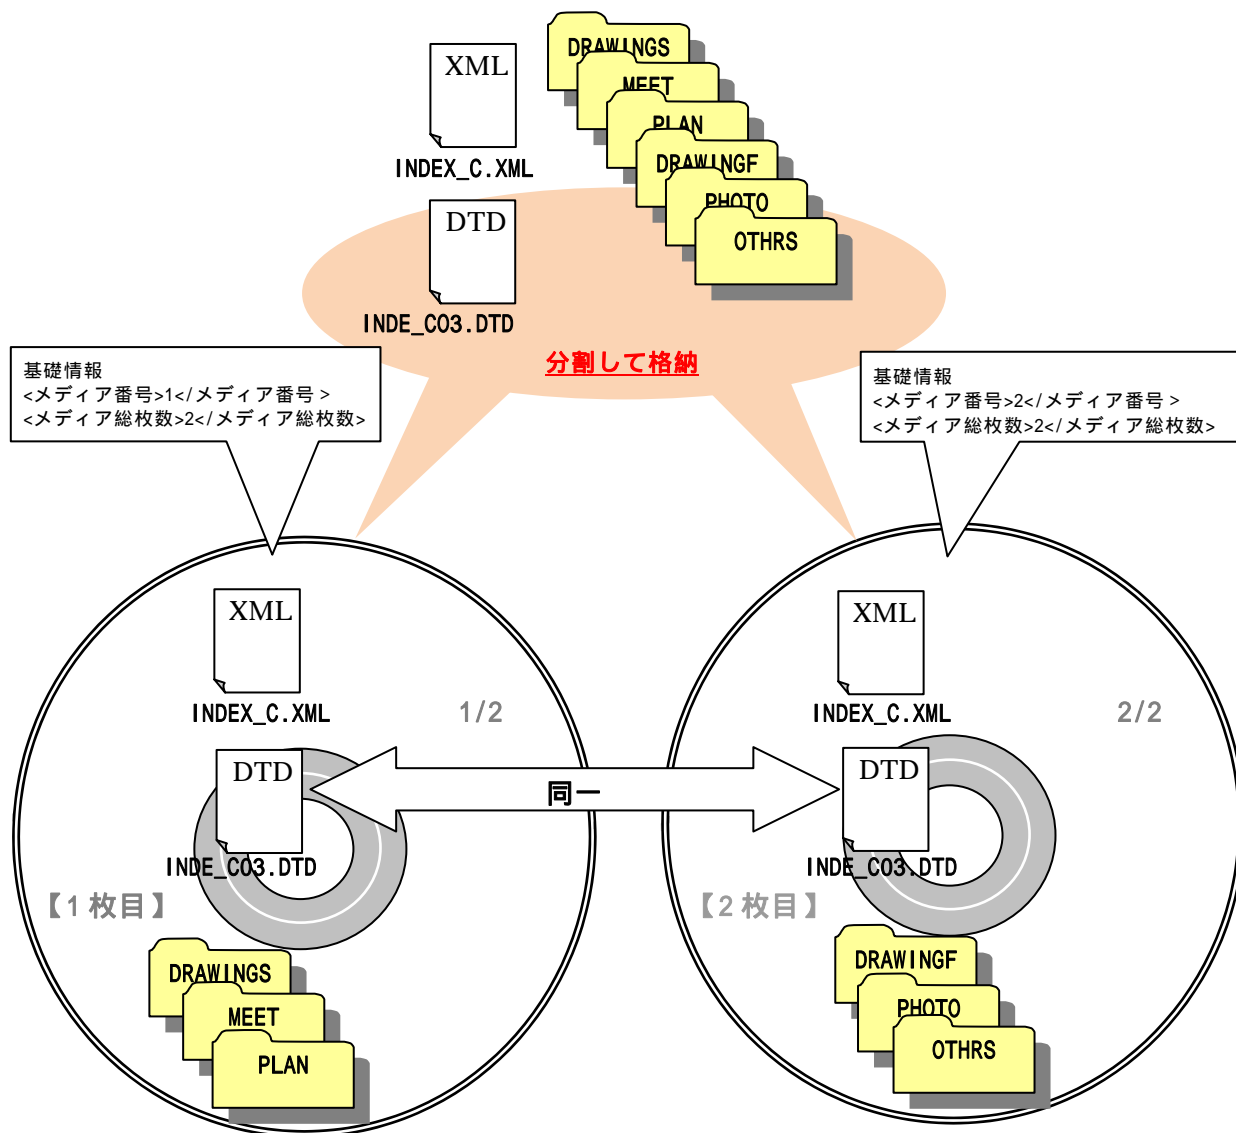 XML
INDEX_C.XML
DTD
INDE_C03.DTD
DRAWINGS
MEET
PLAN
DRAWINGF
PHOTO
OTHRS
分割して格納
基礎情報
<メディア番号>1</メディア番号>
<メディア総枚数>2</メディア総枚数>
基礎情報
<メディア番号>2</メディア番号>
<メディア総枚数>2</メディア総枚数>
XML
INDEX_C.XML
1/2
DTD
INDE_C03.DTD
【1枚目】
DRAWINGS
MEET
PLAN
同一
XML
INDEX_C.XML
2/2
DTD
INDE_C03.DTD
【2枚目】
DRAWINGF
PHOTO
OTHRS